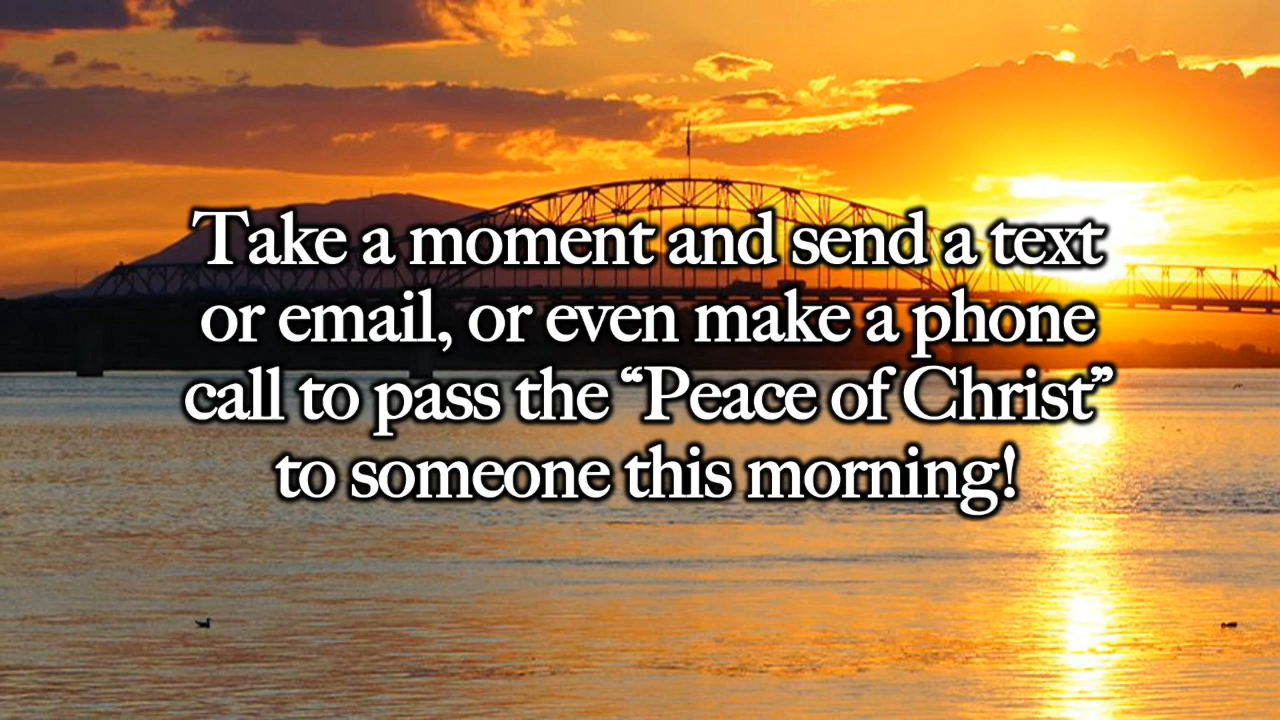 Take a moment and send a text
or email, or even make a phone
call to pass the “Peace of Christ”
to someone this morning!